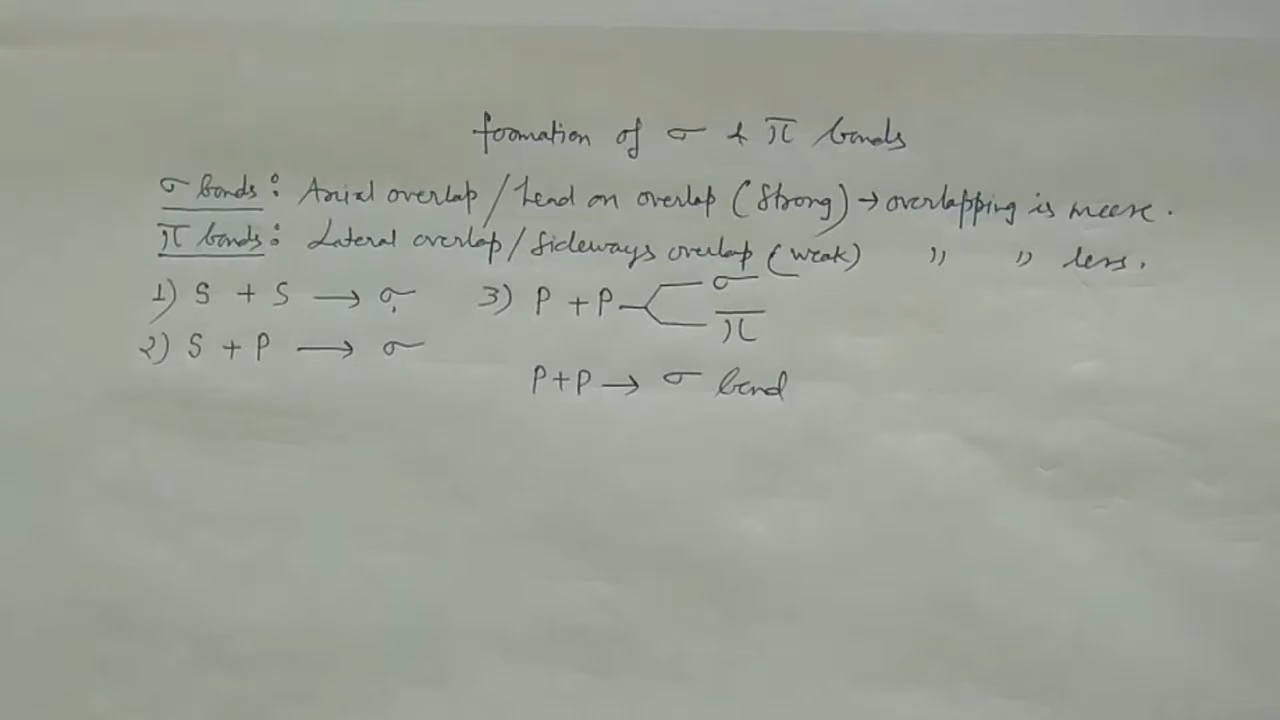 formation of σ & π bonds
σ bonds: Axial overlap / head on overlap (strong) → overlapping is more.
π bonds: Lateral overlap / sideways overlap (weak) " " less.
1) S + S → σ 3) P + P σ
π
2) S + P → σ
P+P → σ bond